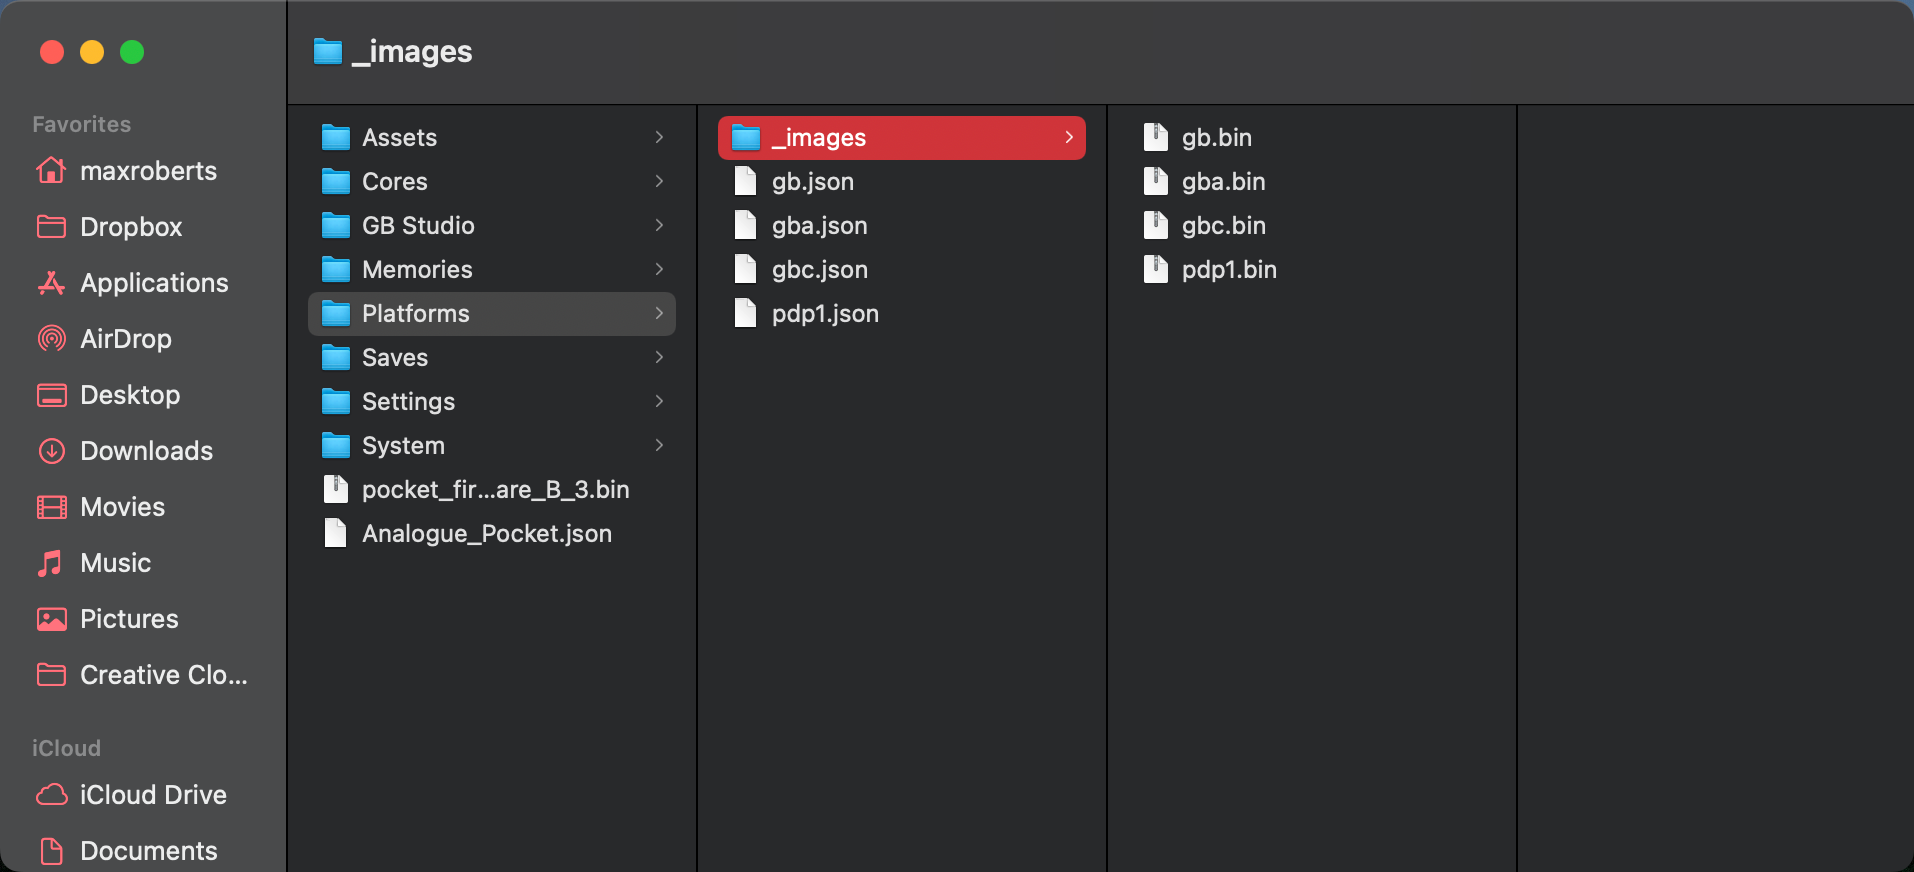 _images
Favorites
maxroberts
Dropbox
Applications
AirDrop
Desktop
Downloads
Movies
Music
Pictures
Creative Clo...
iCloud
iCloud Drive
Documents
Assets
Cores
GB Studio
Memories
Platforms
Saves
Settings
System
pocket_fir...are_B_3.bin
Analogue_Pocket.json
_images
gb.json
gba.json
gbc.json
pdp1.json
gb.bin
gba.bin
gbc.bin
pdp1.bin